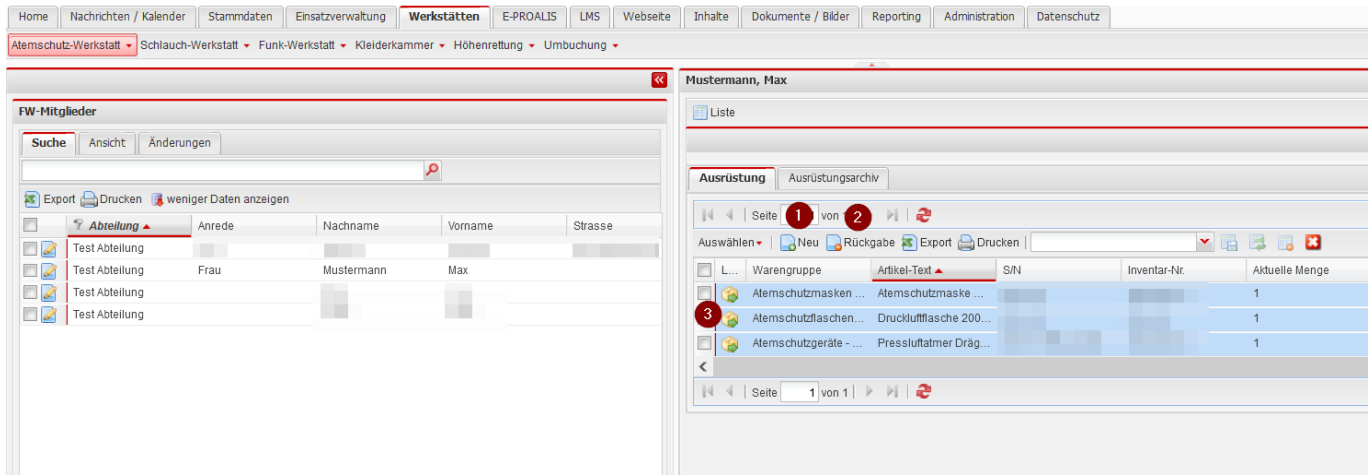 Home Nachrichten / Kalender Stammdaten Einsatzverwaltung Werkstätten E-PROALIS LMS Webseite Inhalte Dokumente / Bilder Reporting Administration Datenschutz
Atemschutz-Werkstatt Schlauch-Werkstatt Funk-Werkstatt Kleiderkammer Höhenrettung Umbuchung
FW-Mitglieder
Suche Ansicht Änderungen
Export Drucken weniger Daten anzeigen
Abteilung Anrede Nachname Vorname Strasse
Test Abteilung
Test Abteilung Frau Mustermann Max
Test Abteilung
Test Abteilung
Mustermann, Max
Liste
Ausrüstung Ausrüstungsarchiv
Seite 1 von 2
Auswählen Neu Rückgabe Export Drucken
L... Warengruppe Artikel-Text S/N Inventar-Nr. Aktuelle Menge
Atemschutzmasken ... Atemschutzmaske ... 1
3 Atemschutzflaschen... Druckluftflasche 200... 1
Atemschutzgeräte - ... Pressluftatmer Dräg... 1
Seite 1 von 1